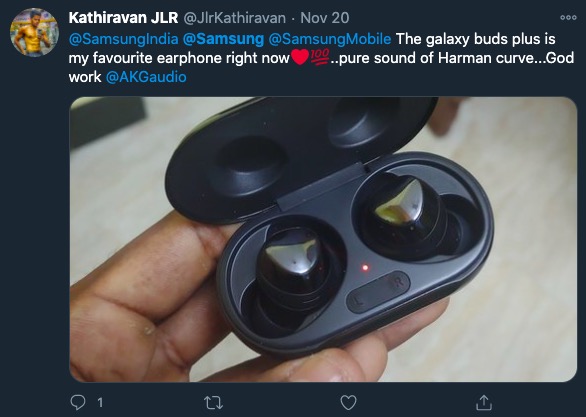 Kathiravan JLR @JlrKathiravan · Nov 20
@SamsungIndia @Samsung @SamsungMobile The galaxy buds plus is
my favourite earphone right now❤️💯..pure sound of Harman curve...God
work @AKGaudio
L R
1